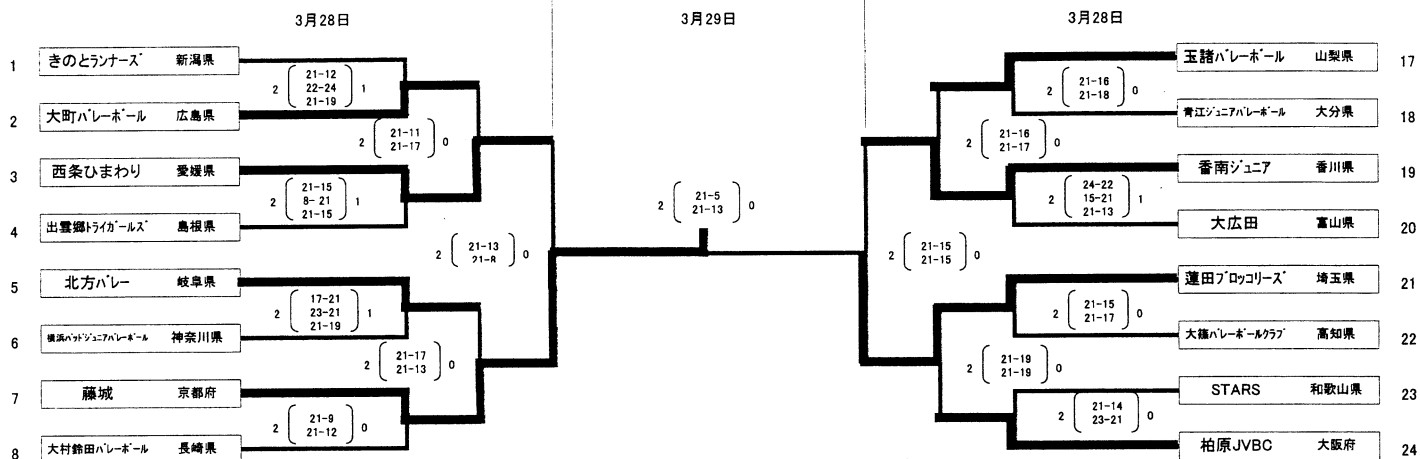 3月28日
3月29日
3月28日
1 きのとランナーズ 新潟県
2 ( 21-12 22-24 21-19 ) 1
2 大町バレーボール 広島県
2 ( 21-11 21-17 ) 0
3 西条ひまわり 愛媛県
2 ( 21-15 8-21 21-15 ) 1
4 出雲郷トライガールズ 島根県
2 ( 21-13 21-8 ) 0
5 北方バレー 岐阜県
2 ( 17-21 23-21 21-19 ) 1
6 横浜バッドジュニアバレーボール 神奈川県
2 ( 21-17 21-13 ) 0
7 藤城 京都府
2 ( 21-9 21-12 ) 0
8 大村鈴田バレーボール 長崎県
2 ( 21-5 21-13 ) 0
玉諸バレーボール 山梨県 17
2 ( 21-16 21-18 ) 0
青江ジュニアバレーボール 大分県 18
2 ( 21-16 21-17 ) 0
香南ジュニア 香川県 19
2 ( 24-22 15-21 21-13 ) 1
大広田 富山県 20
2 ( 21-15 21-15 ) 0
蓮田ブロッコリーズ 埼玉県 21
2 ( 21-15 21-17 ) 0
大篠バレーボールクラブ 高知県 22
2 ( 21-19 21-19 ) 0
STARS 和歌山県 23
2 ( 21-14 23-21 ) 0
柏原JVBC 大阪府 24